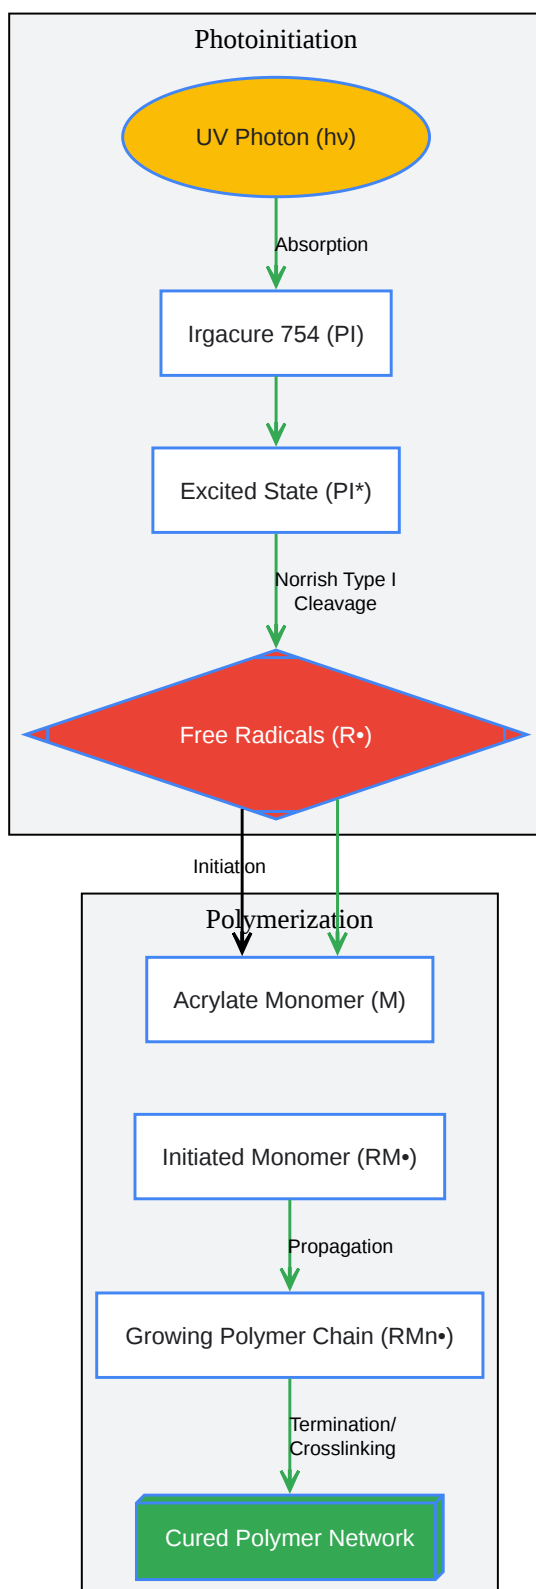 Photoinitiation
UV Photon (hν)
Absorption
Irgacure 754 (PI)
Excited State (PI*)
Norrish Type I
Cleavage
Free Radicals (R•)
Initiation
Polymerization
Acrylate Monomer (M)
Initiated Monomer (RM•)
Propagation
Growing Polymer Chain (RMn•)
Termination/
Crosslinking
Cured Polymer Network